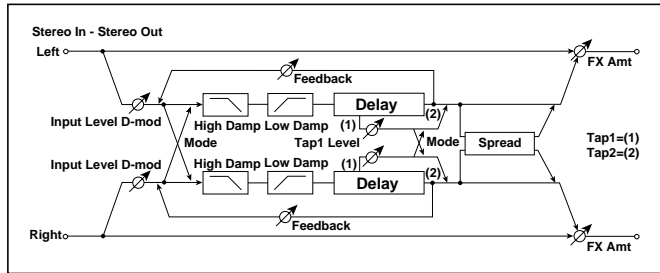 Stereo In - Stereo Out
Left
FX Amt
Feedback
Input Level D-mod
High Damp Low Damp
Delay
(1)
(2)
Mode
Tap1 Level
Mode
Spread
Tap1=(1)
Tap2=(2)
Input Level D-mod
High Damp Low Damp
(1)
Delay
(2)
Feedback
Right
FX Amt